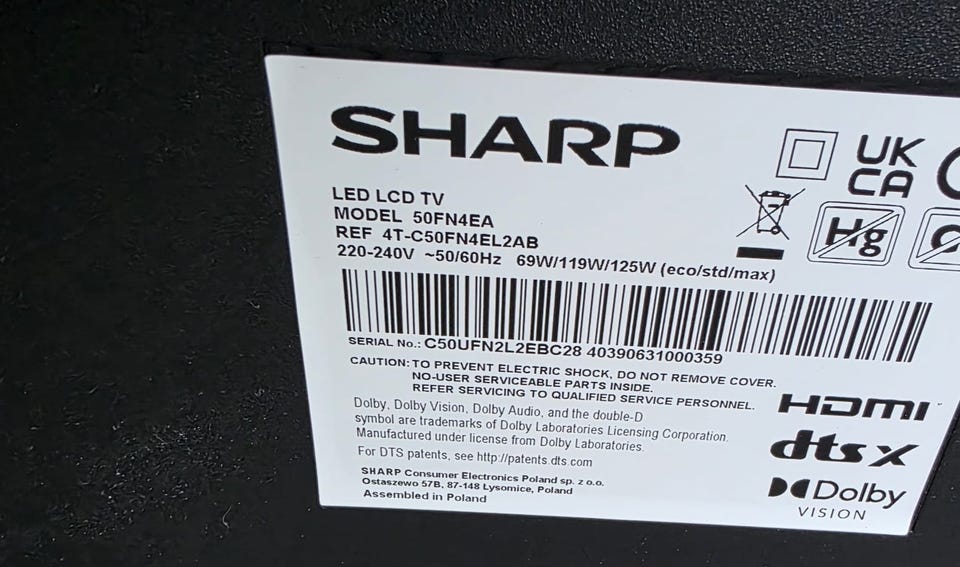 SHARP
UK
CA
LED LCD TV
MODEL 50FN4EA
REF 4T-C50FN4EL2AB
220-240V ~50/60Hz 69W/119W/125W (eco/std/max)
Hg
SERIAL No.: C50UFN2L2EBC28 40390631000359
CAUTION: TO PREVENT ELECTRIC SHOCK, DO NOT REMOVE COVER.
NO-USER SERVICEABLE PARTS INSIDE.
REFER SERVICING TO QUALIFIED SERVICE PERSONNEL.
Dolby, Dolby Vision, Dolby Audio, and the double-D
symbol are trademarks of Dolby Laboratories Licensing Corporation.
Manufactured under license from Dolby Laboratories.
For DTS patents, see http://patents.dts.com
SHARP Consumer Electronics Poland sp. z o.o.
Ostaszewo 57B, 87-148 Łysomice, Poland
Assembled in Poland
HDMI
dts X
Dolby
VISION